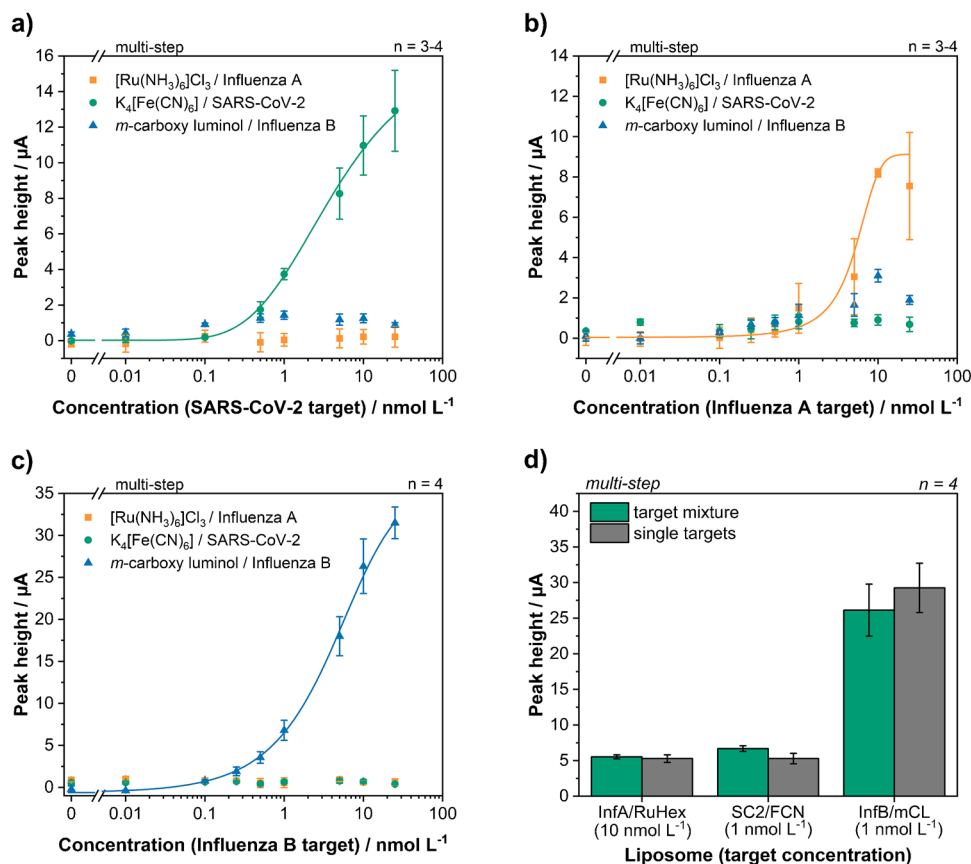 a)
multi-step n = 3-4
[Ru(NH3)6]Cl3 / Influenza A
K4[Fe(CN)6] / SARS-CoV-2
m-carboxy luminol / Influenza B
Peak height / µA
16
14
12
10
8
6
4
2
0
0 0.01 0.1 1 10 100
Concentration (SARS-CoV-2 target) / nmol L-1
b)
multi-step n = 3-4
[Ru(NH3)6]Cl3 / Influenza A
K4[Fe(CN)6] / SARS-CoV-2
m-carboxy luminol / Influenza B
Peak height / µA
14
12
10
8
6
4
2
0
0 0.01 0.1 1 10 100
Concentration (Influenza A target) / nmol L-1
c)
multi-step n = 4
[Ru(NH3)6]Cl3 / Influenza A
K4[Fe(CN)6] / SARS-CoV-2
m-carboxy luminol / Influenza B
Peak height / µA
35
30
25
20
15
10
5
0
0 0.01 0.1 1 10 100
Concentration (Influenza B target) / nmol L-1
d)
multi-step n = 4
target mixture
single targets
Peak height / µA
40
35
30
25
20
15
10
5
0
InfA/RuHex SC2/FCN InfB/mCL
(10 nmol L-1) (1 nmol L-1) (1 nmol L-1)
Liposome (target concentration)